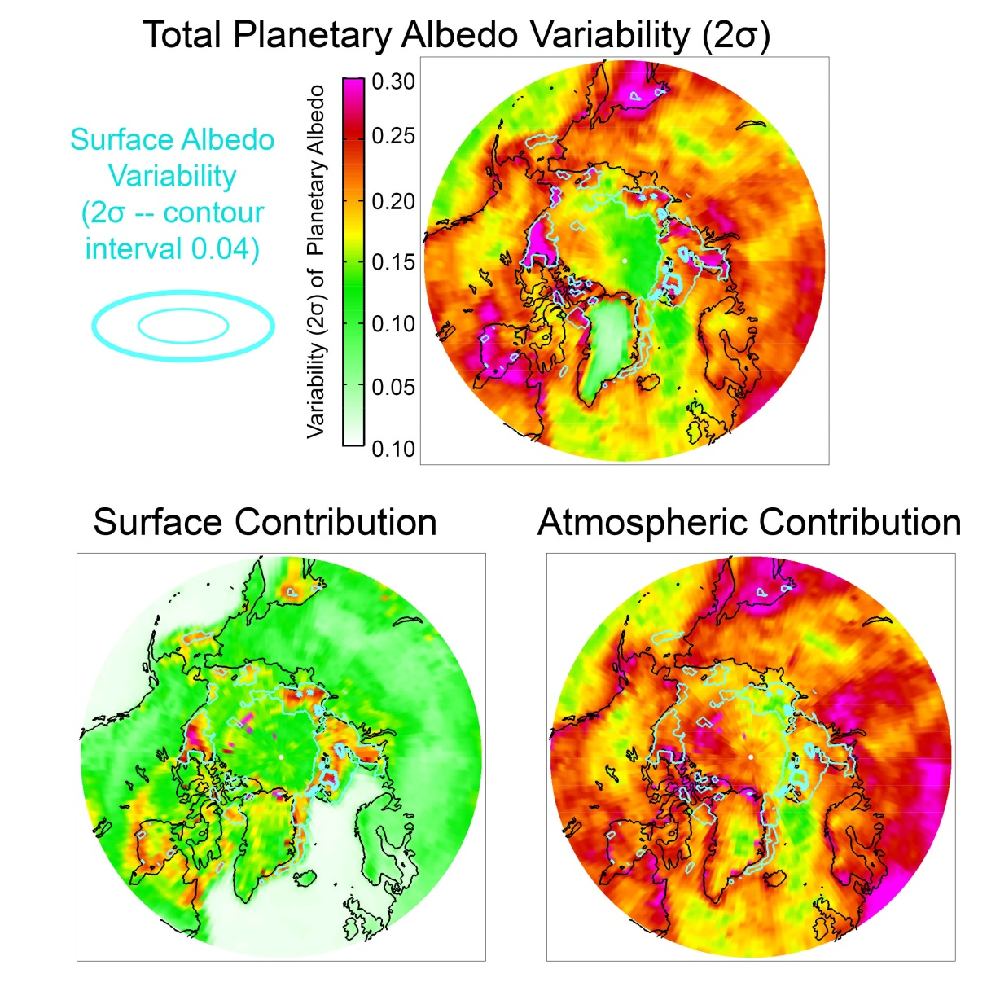 Total Planetary Albedo Variability (2σ)
Surface Albedo
Variability
(2σ -- contour
interval 0.04)
Variability (2σ) of Planetary Albedo
0.30
0.25
0.20
0.15
0.10
0.05
0.10
Surface Contribution
Atmospheric Contribution